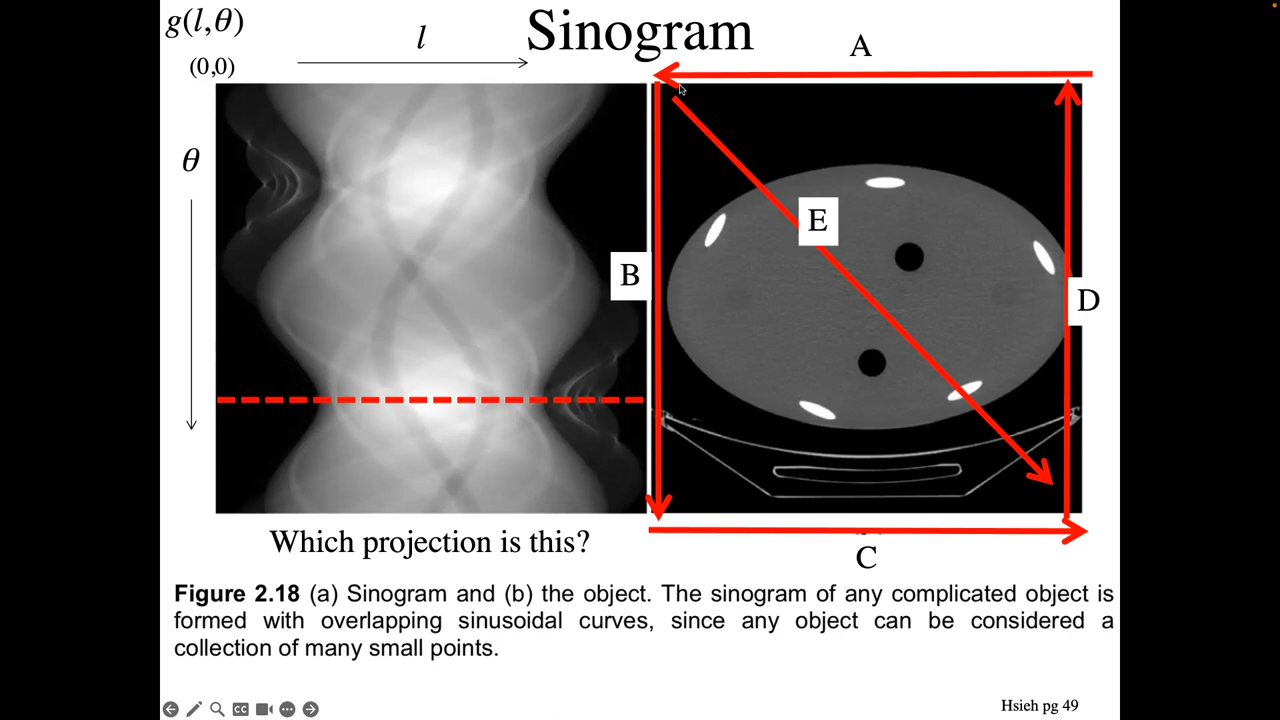 g(l,θ)
l
Sinogram
A
(0,0)
θ
E
B
D
Which projection is this?
C
Figure 2.18 (a) Sinogram and (b) the object. The sinogram of any complicated object is
formed with overlapping sinusoidal curves, since any object can be considered a
collection of many small points.
CC
Hsieh pg 49